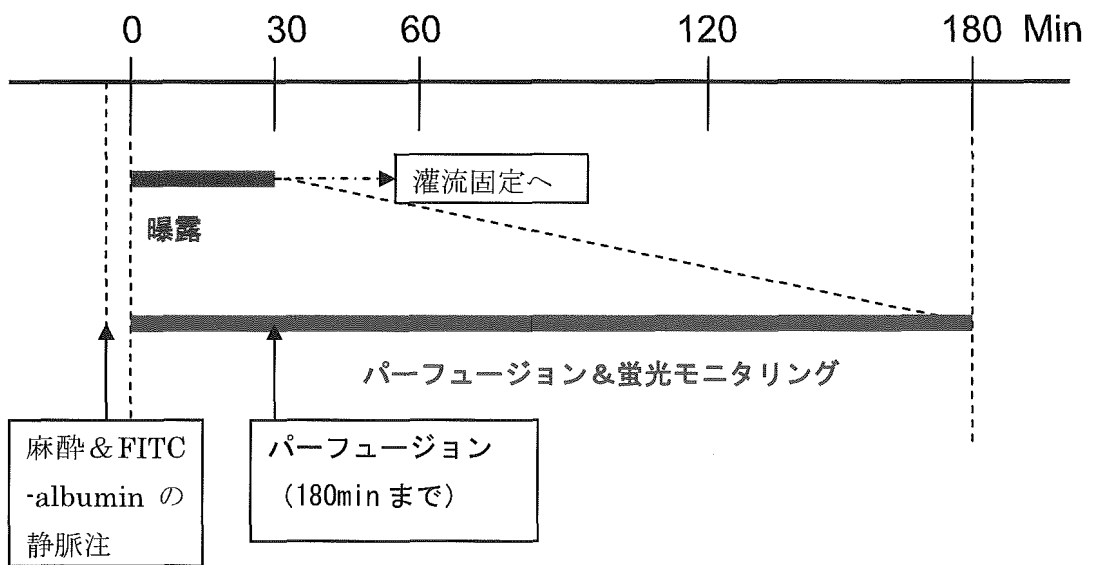 0 30 60 120 180 Min
灌流固定へ
曝露
パーフュージョン＆蛍光モニタリング
麻酔＆FITC
-albumin の
静脈注
パーフュージョン
（180min まで）